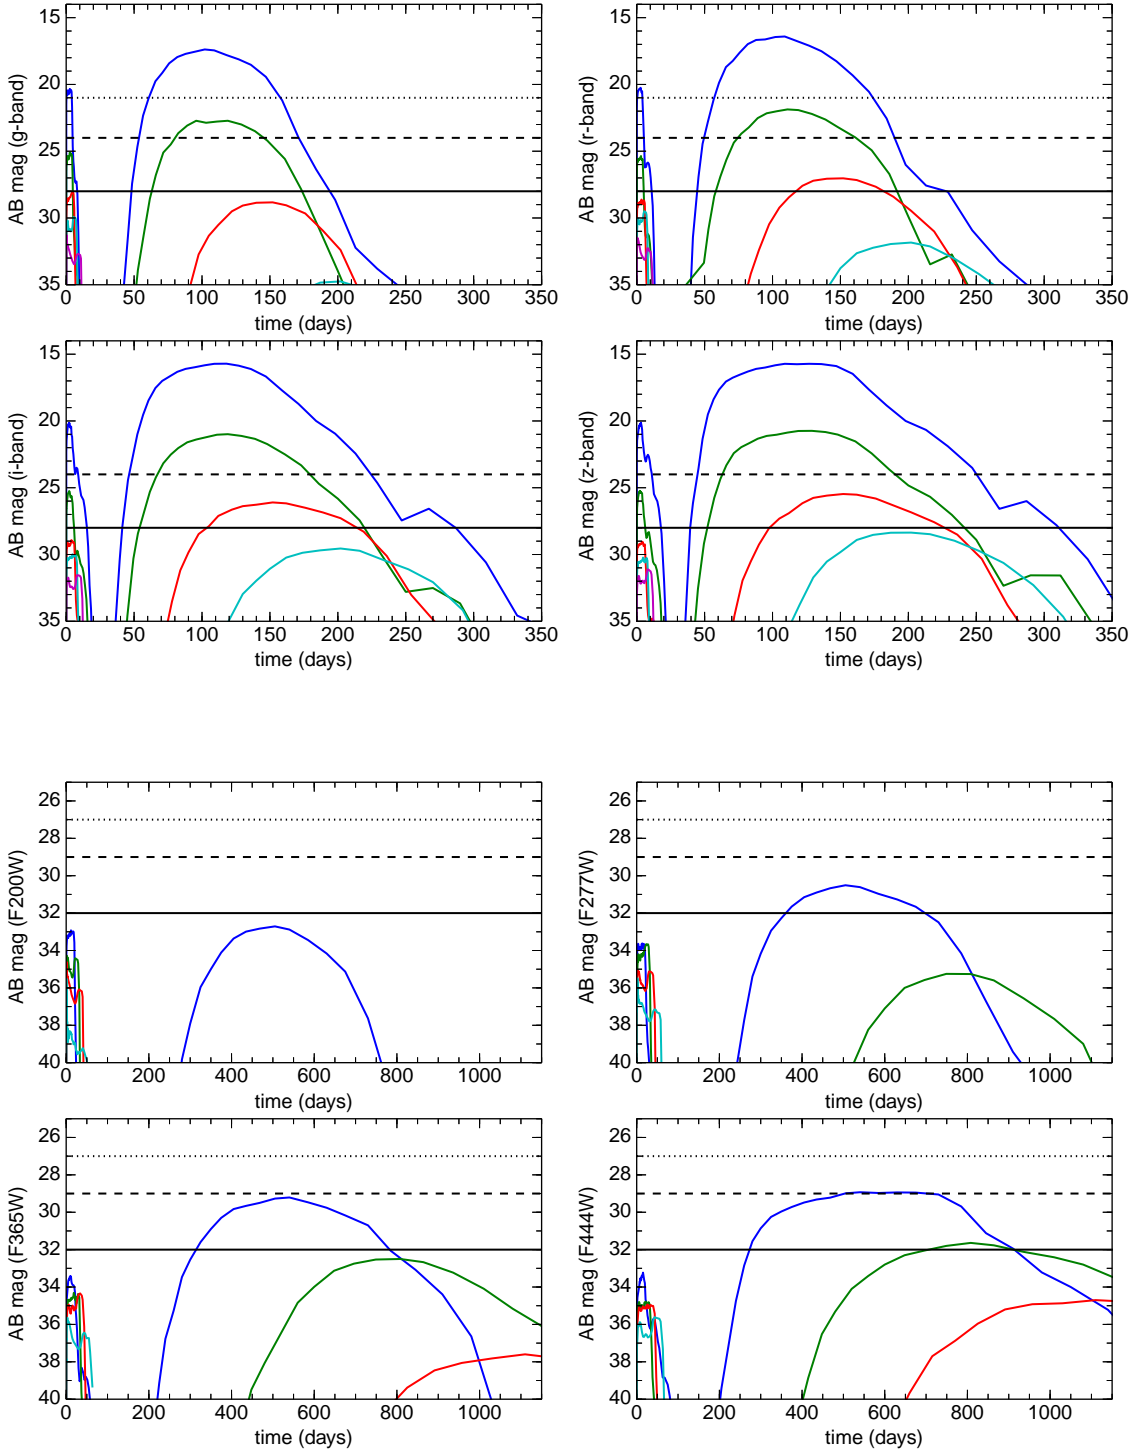 15
20
25
30
35
AB mag (g-band)
0 50 100 150 200 250 300 350
time (days)
15
20
25
30
35
AB mag (r-band)
0 50 100 150 200 250 300 350
time (days)
15
20
25
30
35
AB mag (i-band)
0 50 100 150 200 250 300 350
time (days)
15
20
25
30
35
AB mag (z-band)
0 50 100 150 200 250 300 350
time (days)
26
28
30
32
34
36
38
40
AB mag (F200W)
0 200 400 600 800 1000
time (days)
26
28
30
32
34
36
38
40
AB mag (F277W)
0 200 400 600 800 1000
time (days)
26
28
30
32
34
36
38
40
AB mag (F365W)
0 200 400 600 800 1000
time (days)
26
28
30
32
34
36
38
40
AB mag (F444W)
0 200 400 600 800 1000
time (days)